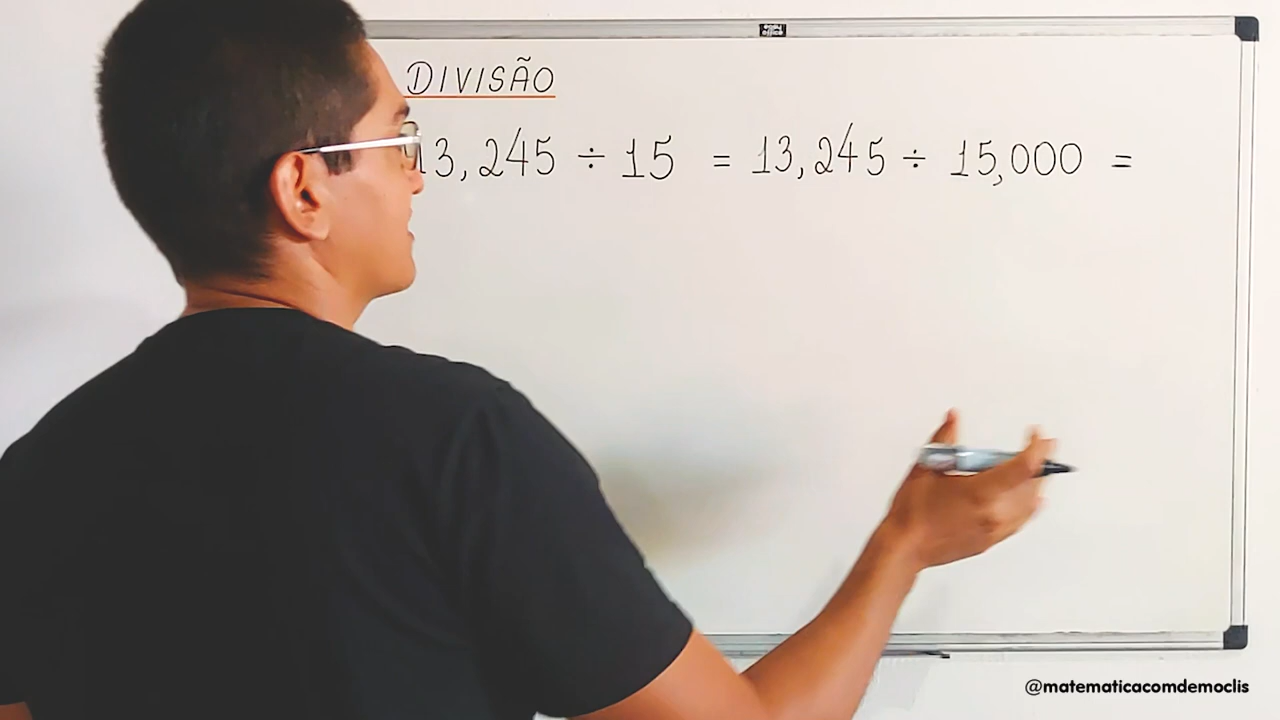 DIVISÃO
13,245 ÷ 15 = 13,245 ÷ 15,000 =
@matematicacomdemoclis